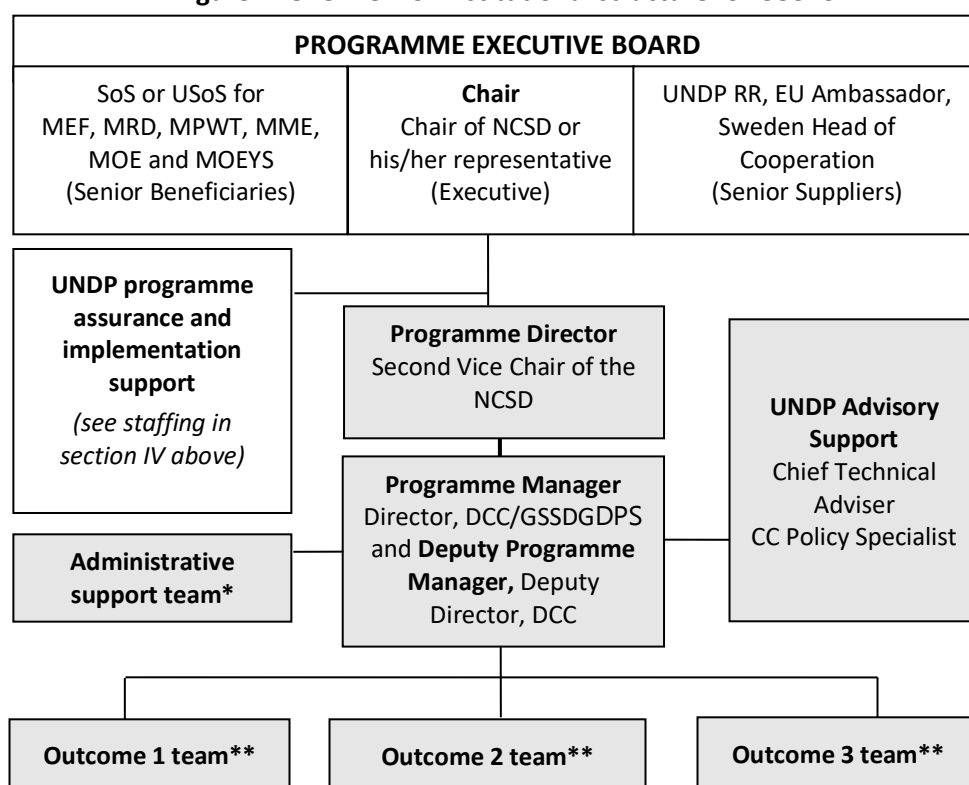 PROGRAMME EXECUTIVE BOARD
SoS or USoS for
MEF, MRD, MPWT, MME,
MOE and MOEYS
(Senior Beneficiaries)
Chair
Chair of NCSD or
his/her representative
(Executive)
UNDP RR, EU Ambassador,
Sweden Head of
Cooperation
(Senior Suppliers)
UNDP programme
assurance and
implementation
support
(see staffing in
section IV above)
Programme Director
Second Vice Chair of the
NCSD
UNDP Advisory
Support
Chief Technical
Adviser
CC Policy Specialist
Programme Manager
Director, DCC/GSSDGDPS
and Deputy Programme
Manager, Deputy
Director, DCC
Administrative
support team*
Outcome 1 team**
Outcome 2 team**
Outcome 3 team**